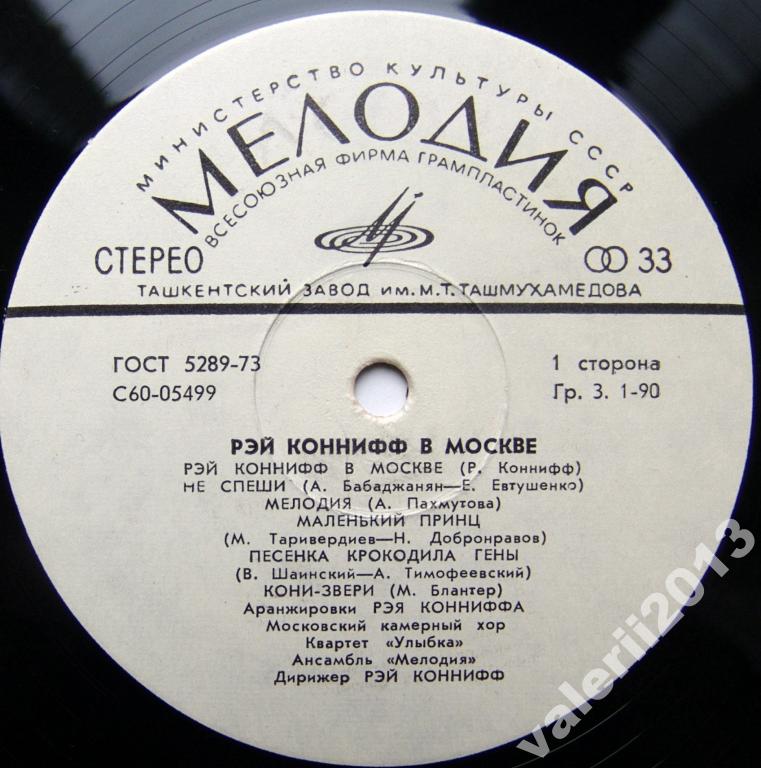 МИНИСТЕРСТВО КУЛЬТУРЫ СССР
МЕЛОДИЯ
ВСЕСОЮЗНАЯ ФИРМА ГРАМПЛАСТИНОК
СТЕРЕО 33
ТАШКЕНТСКИЙ ЗАВОД ИМ. М.Т. ТАШМУХАМЕДОВА
ГОСТ 5289-73 1 сторона
С60-05499 Гр. 3. 1-90
РЭЙ КОННИФФ В МОСКВЕ
РЭЙ КОННИФФ В МОСКВЕ (Р. Коннифф)
НЕ СПЕШИ (А. Бабаджанян—Е. Евтушенко)
МЕЛОДИЯ (А. Пахмутова)
МАЛЕНЬКИЙ ПРИНЦ
(М. Таривердиев—Н. Добронравов)
ПЕСЕНКА КРОКОДИЛА ГЕНЫ
(В. Шаинский—А. Тимофеевский)
КОНИ-ЗВЕРИ (М. Блантер)
Аранжировки РЭЯ КОННИФФА
Московский камерный хор
Квартет «Улыбка»
Ансамбль «Мелодия»
Дирижер РЭЙ КОННИФФ
valerii2013